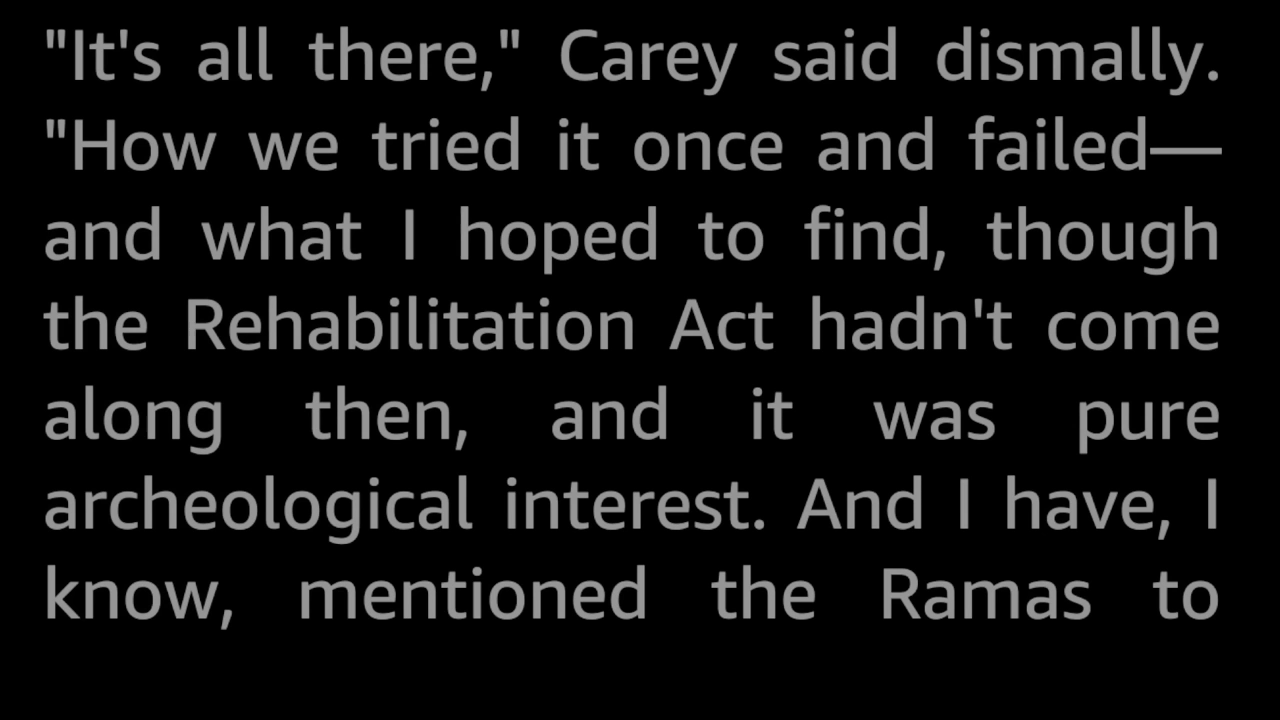 "It's all there," Carey said dismally.
"How we tried it once and failed—
and what I hoped to find, though
the Rehabilitation Act hadn't come
along then, and it was pure
archeological interest. And I have, I
know, mentioned the Ramas to